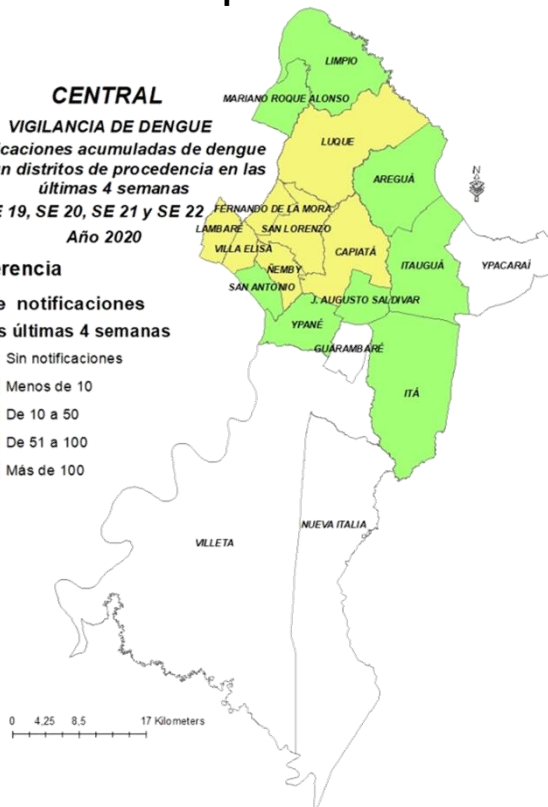 CENTRAL
VIGILANCIA DE DENGUE
icaciones acumuladas de dengue
n distritos de procedencia en las
últimas 4 semanas
E 19, SE 20, SE 21 y SE 22
Año 2020
erencia
e notificaciones
s últimas 4 semanas
Sin notificaciones
Menos de 10
De 10 a 50
De 51 a 100
Más de 100
LIMPIO
MARIANO ROQUE ALONSO
LUQUE
AREGUÁ
N
FERNANDO DE LA MORA
LAMBARÉ
SAN LORENZO
VILLA ELISA
CAPIATÁ
ITAUGUÁ
YPACARAÍ
ÑEMBY
SAN ANTONIO
J. AUGUSTO SALDIVAR
YPANÉ
GUARAMBARÉ
ITÁ
NUEVA ITALIA
VILLETA
0 4,25 8,5 17 Kilometers